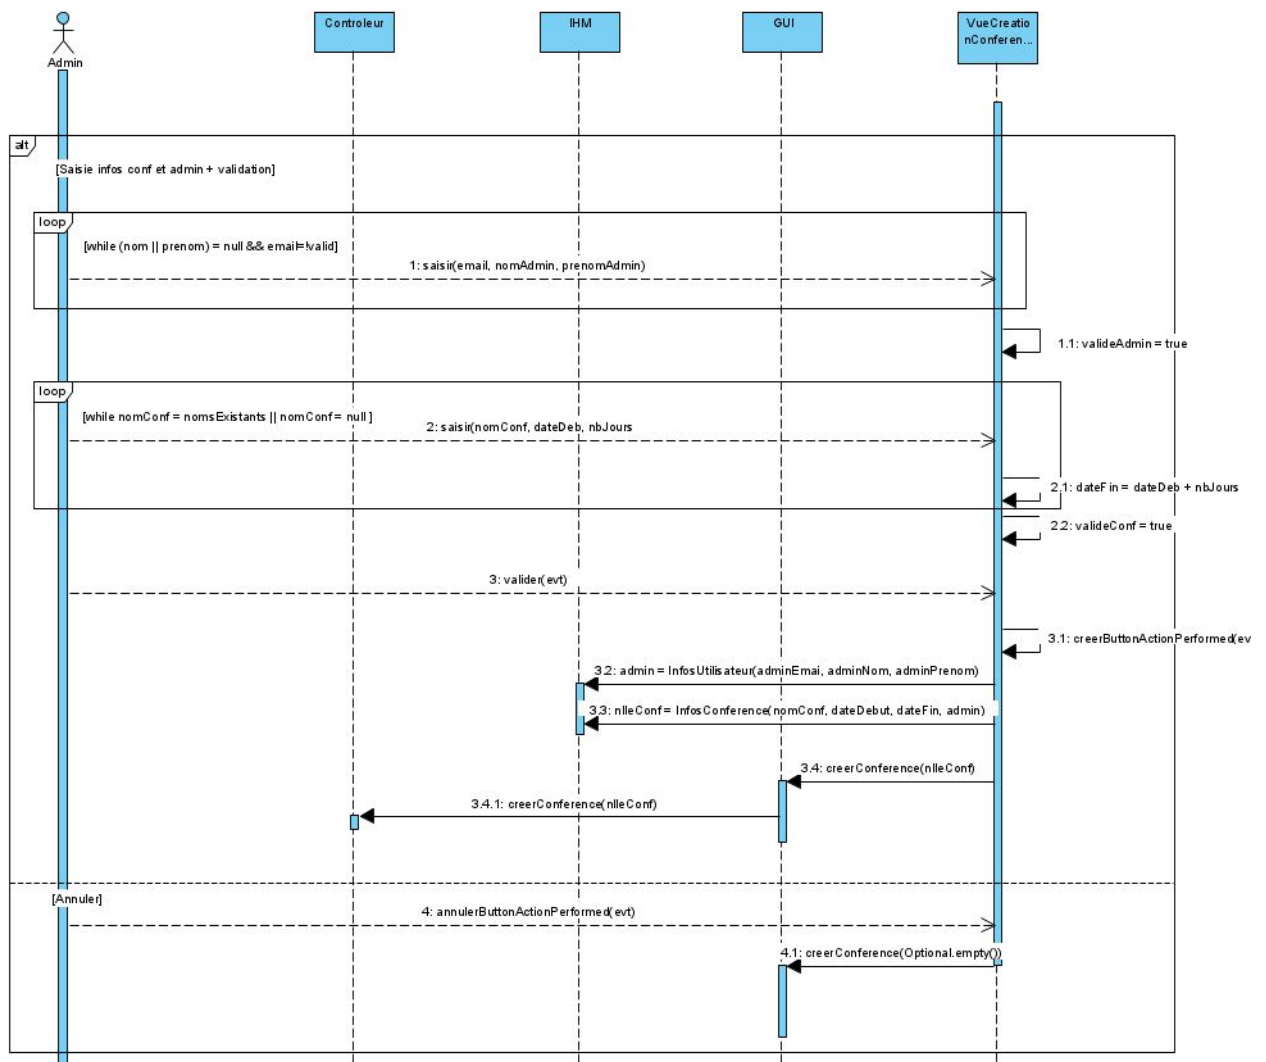 Admin
Controleur
IHM
GUI
VueCreatio
nConferen...
alt
[Saisie infos conf et admin + validation]
loop
[while (nom || prenom) = null && email=!valid]
1: saisir(email, nomAdmin, prenomAdmin)
1.1: valideAdmin = true
loop
[while nomConf = nomsExistants || nomConf = null ]
2: saisir(nomConf, dateDeb, nbJours
2.1: dateFin = dateDeb + nbJours
2.2: valideConf = true
3: valider(evt)
3.1: creerButtonActionPerformed(ev
3.2: admin = InfosUtilisateur(adminEmai, adminNom, adminPrenom)
3.3: nlleConf = InfosConference(nomConf, dateDebut, dateFin, admin)
3.4: creerConference(nlleConf)
3.4.1: creerConference(nlleConf)
[Annuler]
4: annulerButtonActionPerformed(evt)
4.1: creerConference(Optional.empty())